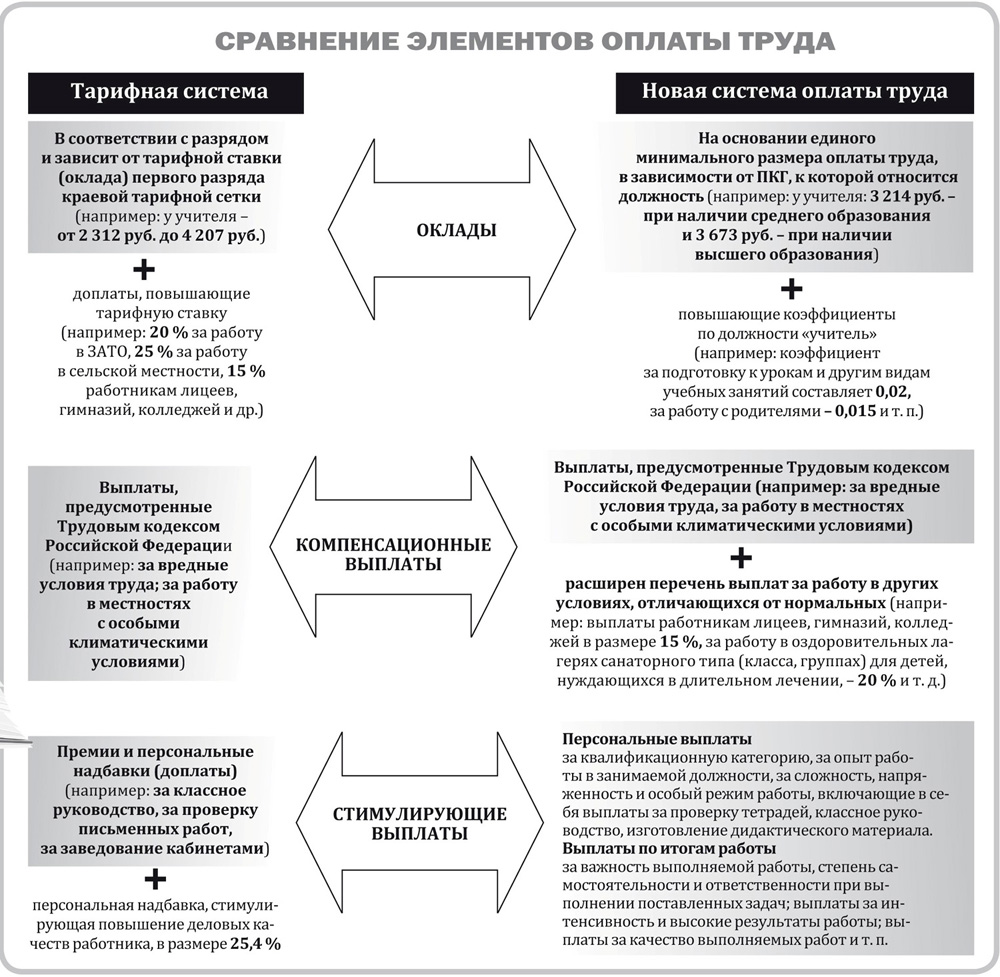 СРАВНЕНИЕ ЭЛЕМЕНТОВ ОПЛАТЫ ТРУДА
Тарифная система
Новая система оплаты труда
В соответствии с разрядом
и зависит от тарифной ставки
(оклада) первого разряда
краевой тарифной сетки
(например: у учителя –
от 2 312 руб. до 4 207 руб.)
+
доплаты, повышающие
тарифную ставку
(например: 20 % за работу
в ЗАТО, 25 % за работу
в сельской местности, 15 %
работникам лицеев,
гимназий, колледжей и др.)
ОКЛАДЫ
На основании единого
минимального размера оплаты труда,
в зависимости от ПКГ, к которой относится
должность (например: у учителя: 3 214 руб. –
при наличии среднего образования
и 3 673 руб. – при наличии
высшего образования)
+
повышающие коэффициенты
по должности «учитель»
(например: коэффициент
за подготовку к урокам и другим видам
учебных занятий составляет 0,02,
за работу с родителями – 0,015 и т. п.)
Выплаты,
предусмотренные
Трудовым кодексом
Российской Федерации
(например: за вредные
условия труда; за работу
в местностях
с особыми
климатическими
условиями)
КОМПЕНСАЦИОННЫЕ
ВЫПЛАТЫ
Выплаты, предусмотренные Трудовым кодексом
Российской Федерации (например: за вредные
условия труда, за работу в местностях
с особыми климатическими условиями)
+
расширен перечень выплат за работу в других
условиях, отличающихся от нормальных (напри-
мер: выплаты работникам лицеев, гимназий, коллед-
жей в размере 15 %, за работу в оздоровительных ла-
герях санаторного типа (класса, группах) для детей,
нуждающихся в длительном лечении, – 20 % и т. д.)
Премии и персональные
надбавки (доплаты)
(например: за классное
руководство, за проверку
письменных работ,
за заведование кабинетами)
+
персональная надбавка, стимули-
рующая повышение деловых ка-
честв работника, в размере 25,4 %
СТИМУЛИРУЮЩИЕ
ВЫПЛАТЫ
Персональные выплаты
за квалификационную категорию, за опыт рабо-
ты в занимаемой должности, за сложность, напря-
женность и особый режим работы, включающие в се-
бя выплаты за проверку тетрадей, классное руко-
водство, изготовление дидактического материала.
Выплаты по итогам работы
за важность выполняемой работы, степень са-
мостоятельности и ответственности при вы-
полнении поставленных задач; выплаты за ин-
тенсивность и высокие результаты работы; вы-
платы за качество выполняемых работ и т. п.